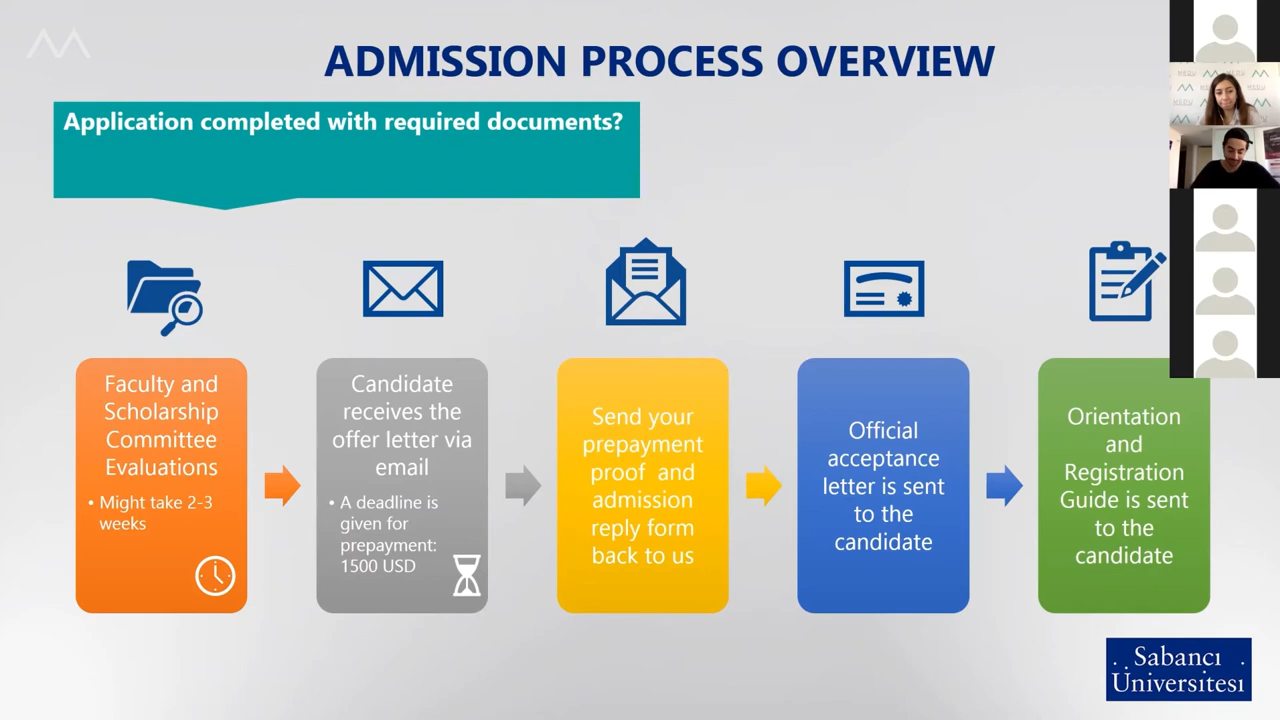 ADMISSION PROCESS OVERVIEW
Application completed with required documents?
Faculty and
Scholarship
Committee
Evaluations
• Might take 2-3
weeks
Candidate
receives the
offer letter via
email
• A deadline is
given for
prepayment:
1500 USD
Send your
prepayment
proof and
admission
reply form
back to us
Official
acceptance
letter is sent
to the
candidate
Orientation
and
Registration
Guide is sent
to the
candidate
Sabancı
Üniversitesi